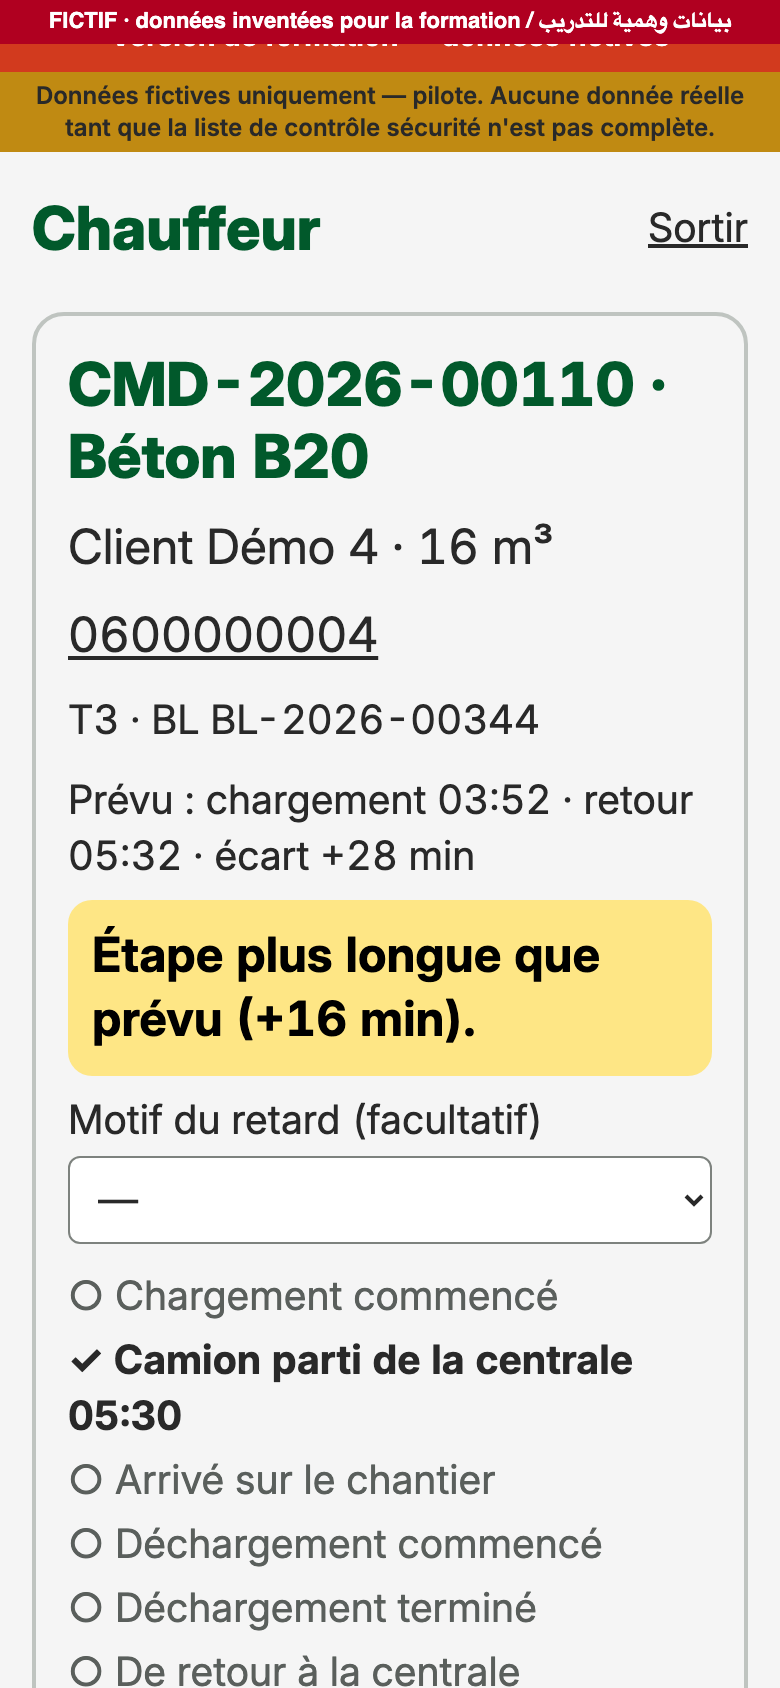 FICTIF · données inventées pour la formation / بيانات وهمية للتدريب
Données fictives uniquement — pilote. Aucune donnée réelle
tant que la liste de contrôle sécurité n'est pas complète.
Chauffeur
Sortir
CMD-2026-00110 ·
Béton B20
Client Démo 4 · 16 m³
0600000004
T3 · BL BL-2026-00344
Prévu : chargement 03:52 · retour
05:32 · écart +28 min
Étape plus longue que
prévu (+16 min).
Motif du retard (facultatif)
—
○ Chargement commencé
✓ Camion parti de la centrale
05:30
○ Arrivé sur le chantier
○ Déchargement commencé
○ Déchargement terminé
○ De retour à la centrale